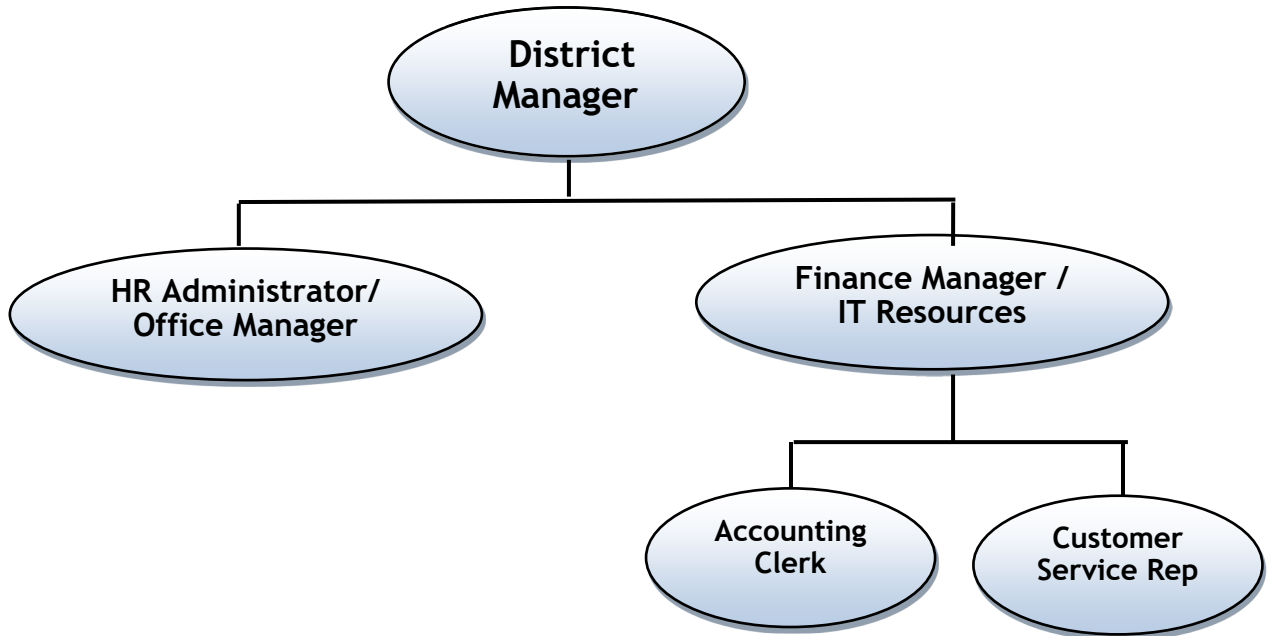 District
Manager
HR Administrator/
Office Manager
Finance Manager /
IT Resources
Accounting
Clerk
Customer
Service Rep